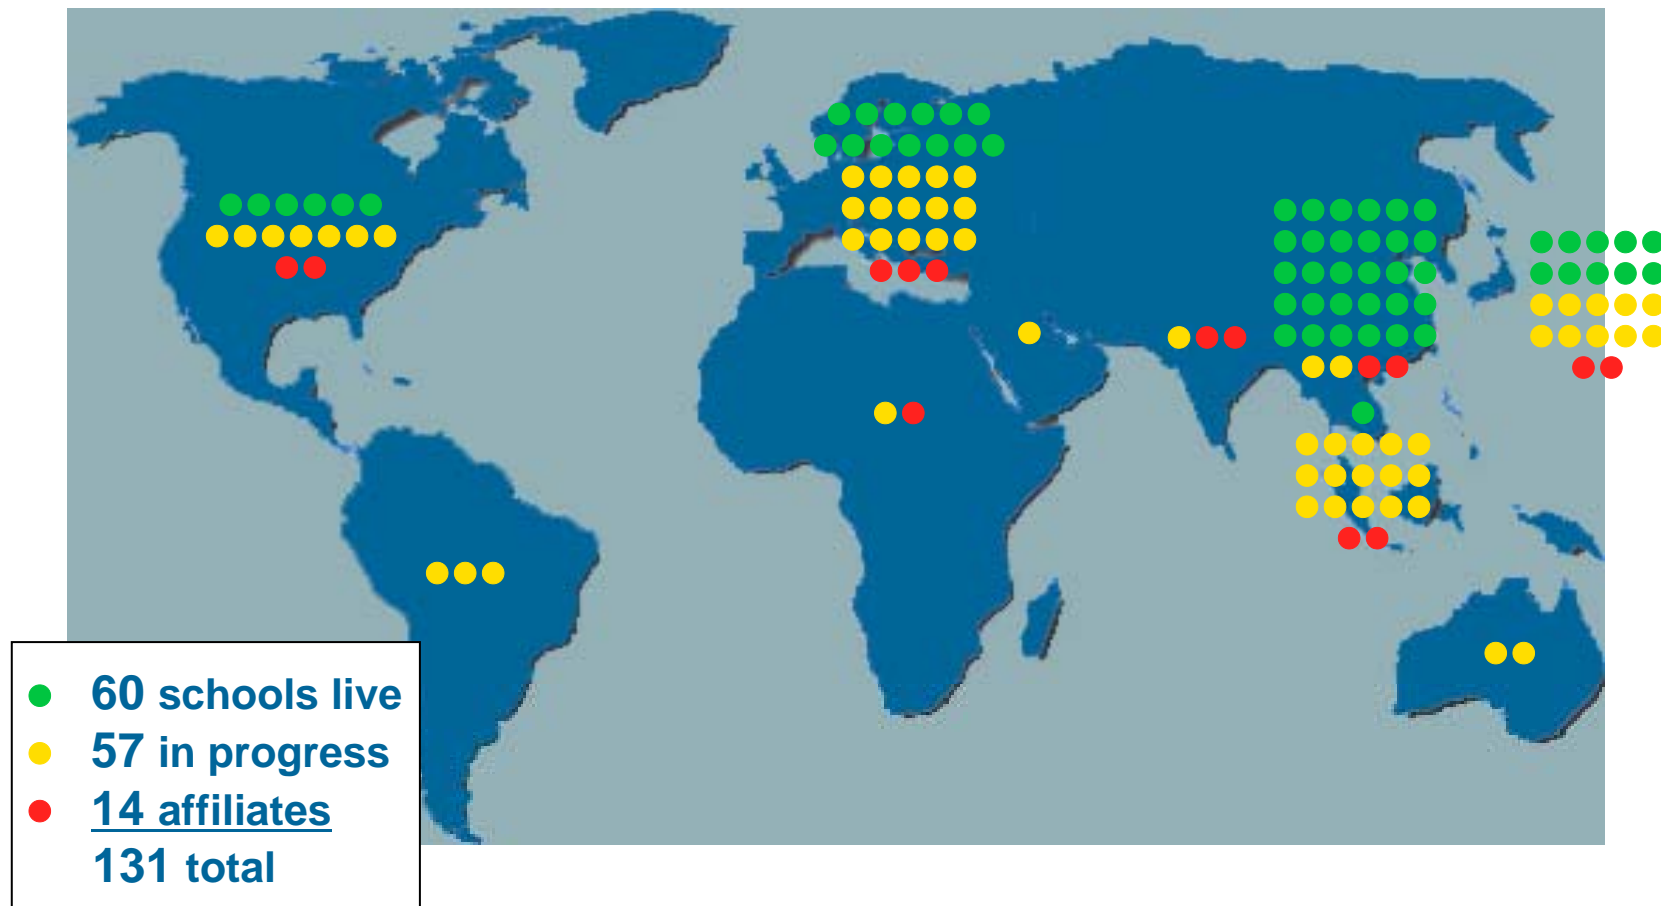 60 schools live
57 in progress
14 affiliates
131 total